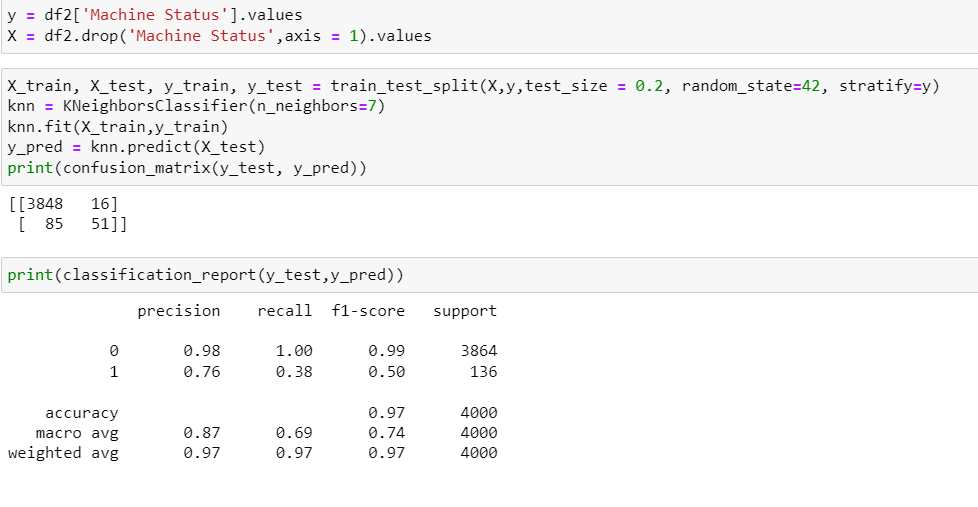 y = df2['Machine Status'].values
X = df2.drop('Machine Status',axis = 1).values
X_train, X_test, y_train, y_test = train_test_split(X,y,test_size = 0.2, random_state=42, stratify=y)
knn = KNeighborsClassifier(n_neighbors=7)
knn.fit(X_train,y_train)
y_pred = knn.predict(X_test)
print(confusion_matrix(y_test, y_pred))
[[3848   16]
 [  85   51]]
print(classification_report(y_test,y_pred))
              precision    recall  f1-score   support
           0       0.98      1.00      0.99      3864
           1       0.76      0.38      0.50       136
    accuracy                           0.97      4000
   macro avg       0.87      0.69      0.74      4000
weighted avg       0.97      0.97      0.97      4000